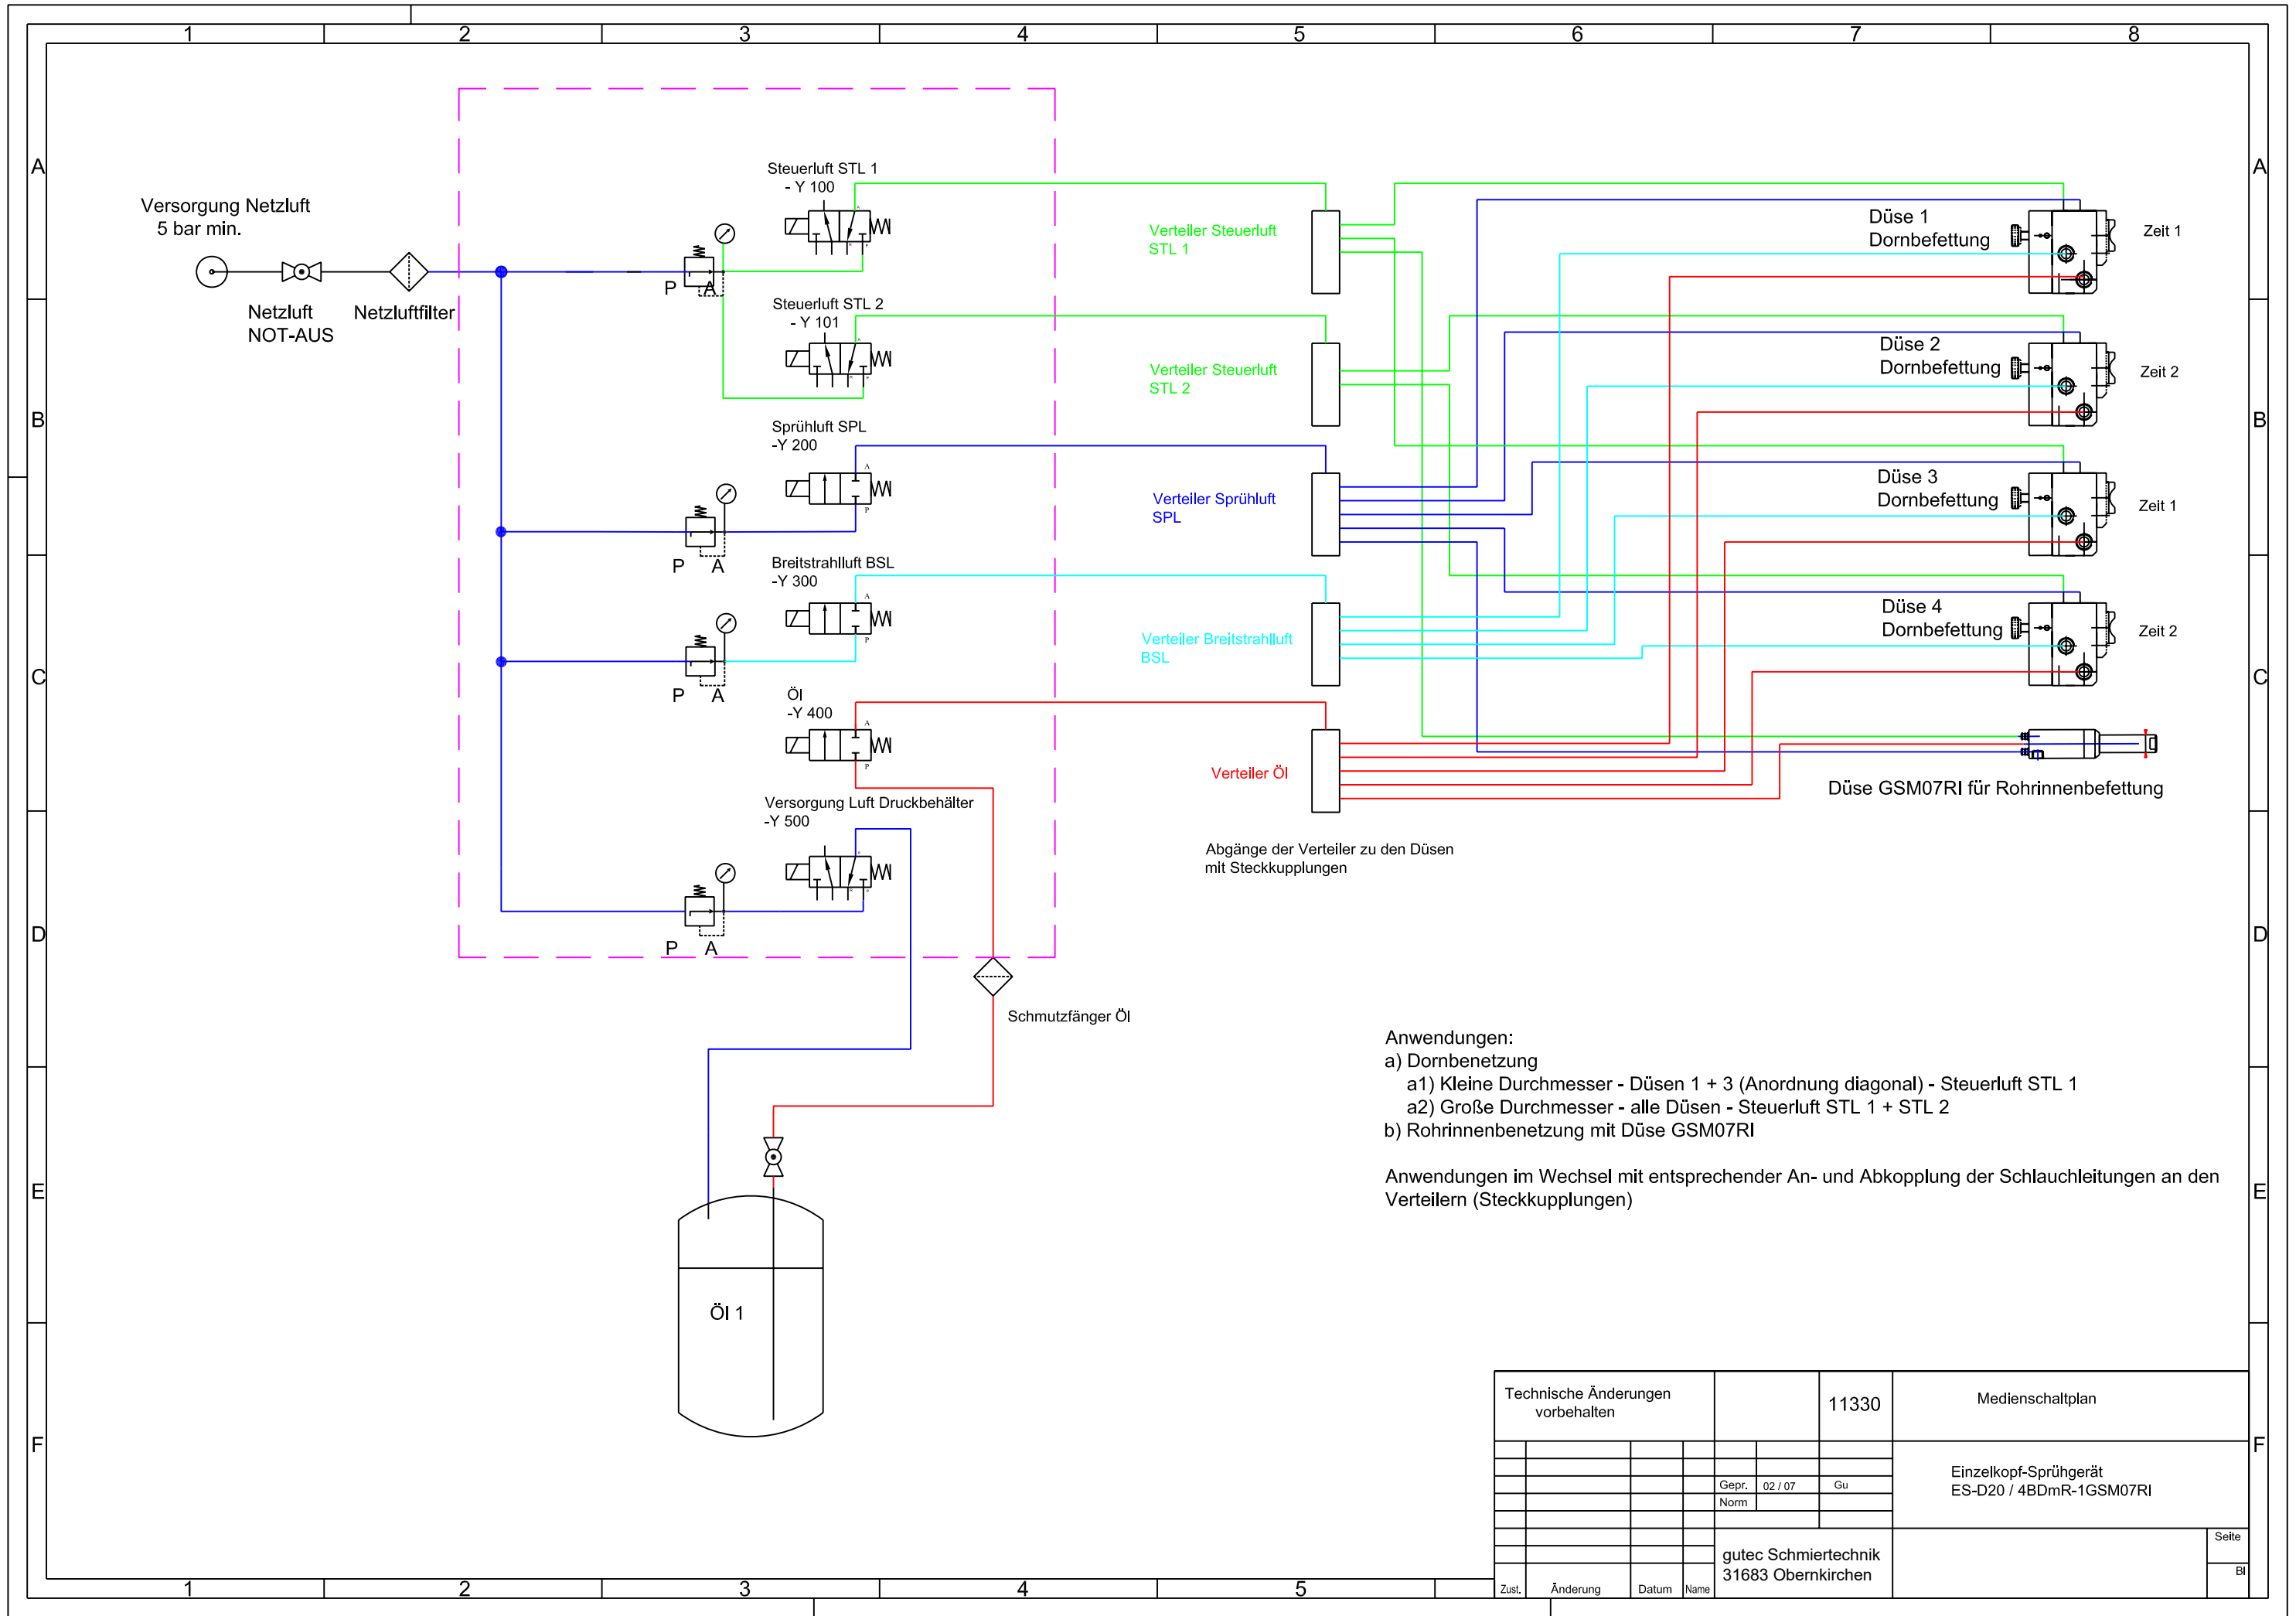 1 2 3 4 5 6 7 8
A A
Steuerluft STL 1
- Y 100
Versorgung Netzluft
5 bar min.
Netzluft
NOT-AUS
Netzluftfilter
P A
Steuerluft STL 2
- Y 101
Verteiler Steuerluft
STL 1
Düse 1
Dornbefettung
Zeit 1
Verteiler Steuerluft
STL 2
Düse 2
Dornbefettung
Zeit 2
B B
Sprühluft SPL
-Y 200
A
P
P A
Verteiler Sprühluft
SPL
Düse 3
Dornbefettung
Zeit 1
Breitstrahlluft BSL
-Y 300
A
P
P A
Verteiler Breitstrahlluft
BSL
Düse 4
Dornbefettung
Zeit 2
C C
Öl
-Y 400
A
P
Verteiler Öl
Düse GSM07RI für Rohrinnenbefettung
Versorgung Luft Druckbehälter
-Y 500
P A
Abgänge der Verteiler zu den Düsen
mit Steckkupplungen
D D
Schmutzfänger Öl
Anwendungen:
a) Dornbenetzung
a1) Kleine Durchmesser - Düsen 1 + 3 (Anordnung diagonal) - Steuerluft STL 1
a2) Große Durchmesser - alle Düsen - Steuerluft STL 1 + STL 2
b) Rohrinnenbenetzung mit Düse GSM07RI
Anwendungen im Wechsel mit entsprechender An- und Abkopplung der Schlauchleitungen an den
Verteilern (Steckkupplungen)
E E
Öl 1
F F
Technische Änderungen
vorbehalten
11330
Medienschaltplan
Gepr. 02 / 07 Gu
Norm
Einzelkopf-Sprühgerät
ES-D20 / 4BDmR-1GSM07RI
gutec Schmiertechnik
31683 Obernkirchen
Seite
Bl
Zust. Änderung Datum Name
1 2 3 4 5